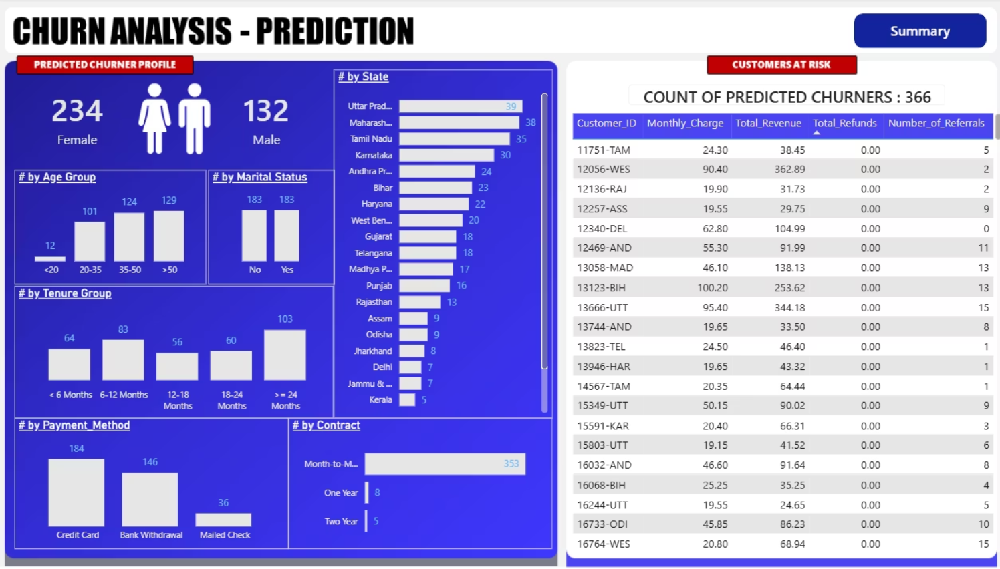 CHURN ANALYSIS - PREDICTION
Summary
PREDICTED CHURNER PROFILE
234
Female
132
Male
# by Age Group
12
101
124
129
<20
20-35
35-50
>50
# by Marital Status
183
183
No
Yes
# by Tenure Group
64
83
56
60
103
< 6 Months
6-12 Months
12-18
Months
18-24
Months
>= 24
Months
# by State
Uttar Prad... 39
Maharash... 38
Tamil Nadu 35
Karnataka 30
Andhra Pr... 24
Bihar 23
Haryana 22
West Ben... 20
Gujarat 18
Telangana 18
Madhya P... 17
Punjab 16
Rajasthan 13
Assam 9
Odisha 9
Jharkhand 8
Delhi 7
Jammu & ... 7
Kerala 5
# by Payment_Method
184
146
36
Credit Card
Bank Withdrawal
Mailed Check
# by Contract
Month-to-M... 353
One Year 8
Two Year 5
CUSTOMERS AT RISK
COUNT OF PREDICTED CHURNERS : 366
Customer_ID Monthly_Charge Total_Revenue Total_Refunds Number_of_Referrals
11751-TAM 24.30 38.45 0.00 5
12056-WES 90.40 362.89 0.00 2
12136-RAJ 19.90 31.73 0.00 2
12257-ASS 19.55 29.75 0.00 9
12340-DEL 62.80 104.99 0.00 0
12469-AND 55.30 91.99 0.00 11
13058-MAD 46.10 138.13 0.00 13
13123-BIH 100.20 253.62 0.00 13
13666-UTT 95.40 344.18 0.00 15
13744-AND 19.65 33.50 0.00 8
13823-TEL 24.50 46.40 0.00 1
13946-HAR 19.65 43.32 0.00 1
14567-TAM 20.35 64.44 0.00 1
15349-UTT 50.15 90.02 0.00 9
15591-KAR 20.40 66.31 0.00 3
15803-UTT 19.15 41.52 0.00 6
16032-AND 46.60 91.64 0.00 8
16068-BIH 25.25 35.25 0.00 4
16244-UTT 19.55 24.65 0.00 5
16733-ODI 45.85 86.23 0.00 10
16764-WES 20.80 68.94 0.00 15